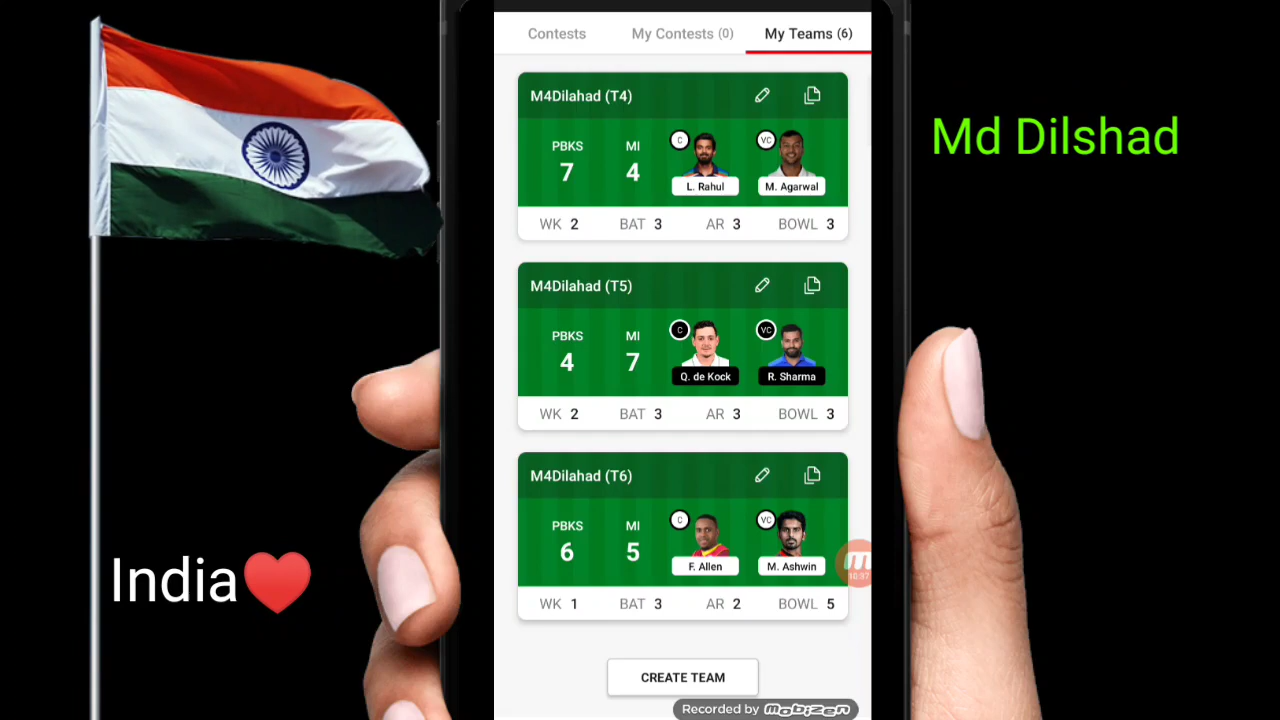 Contests My Contests (0) My Teams (6)
M4Dilahad (T4)
PBKS MI C VC
7 4
L. Rahul M. Agarwal
WK 2 BAT 3 AR 3 BOWL 3
M4Dilahad (T5)
PBKS MI C VC
4 7
Q. de Kock R. Sharma
WK 2 BAT 3 AR 3 BOWL 3
M4Dilahad (T6)
PBKS MI C VC
6 5
F. Allen M. Ashwin
WK 1 BAT 3 AR 2 BOWL 5
CREATE TEAM
Recorded by mobizen
10:37
Md Dilshad
India